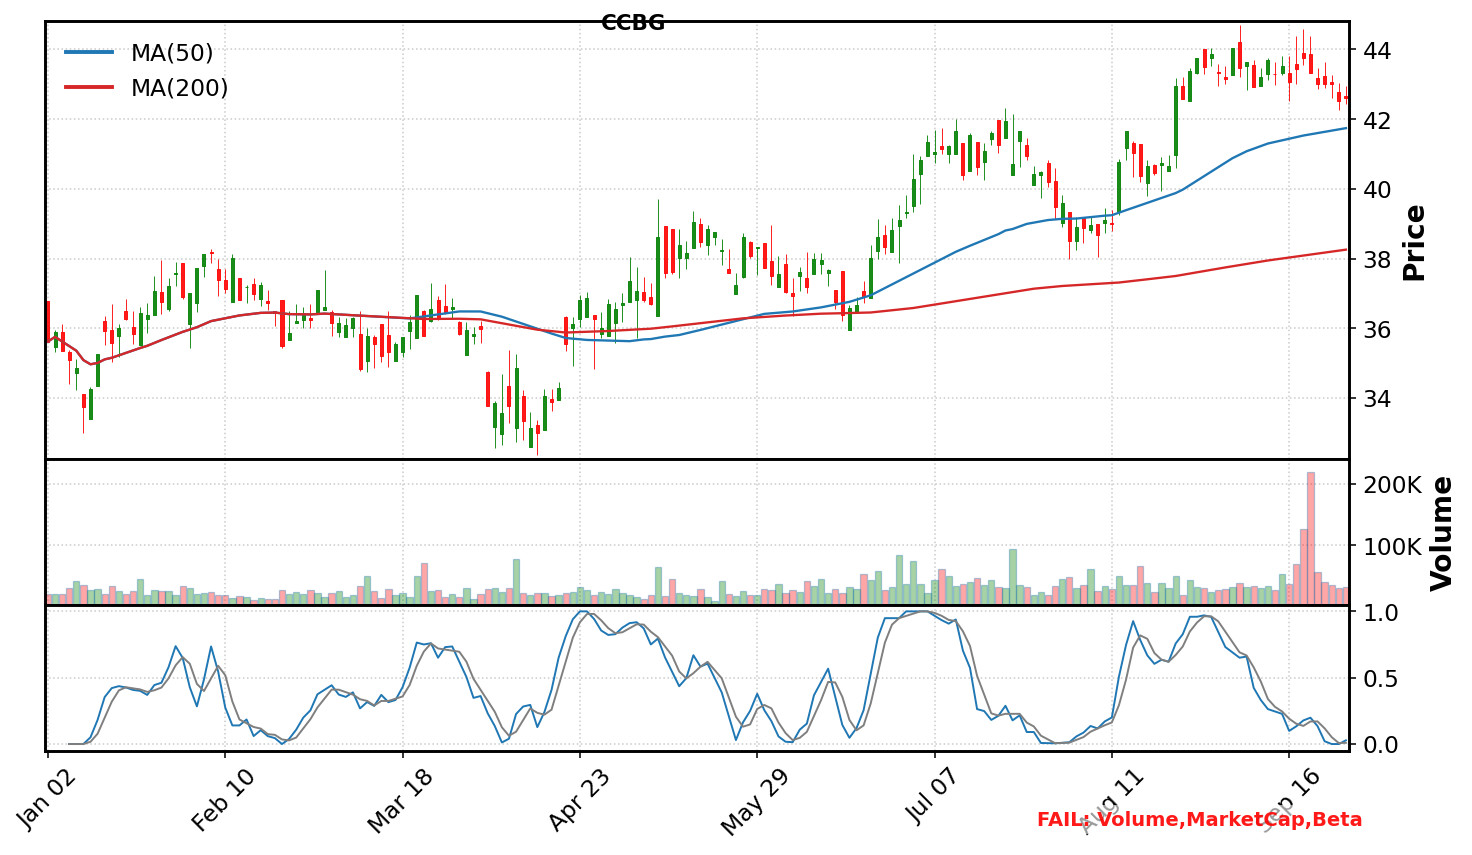 CCBG
MA(50)
MA(200)
44
42
40
38
36
34
Price
200K
100K
Volume
1.0
0.5
0.0
Jan 02
Feb 10
Mar 18
Apr 23
May 29
Jul 07
Aug 11
Sep 16
FAIL: Volume,MarketCap,Beta